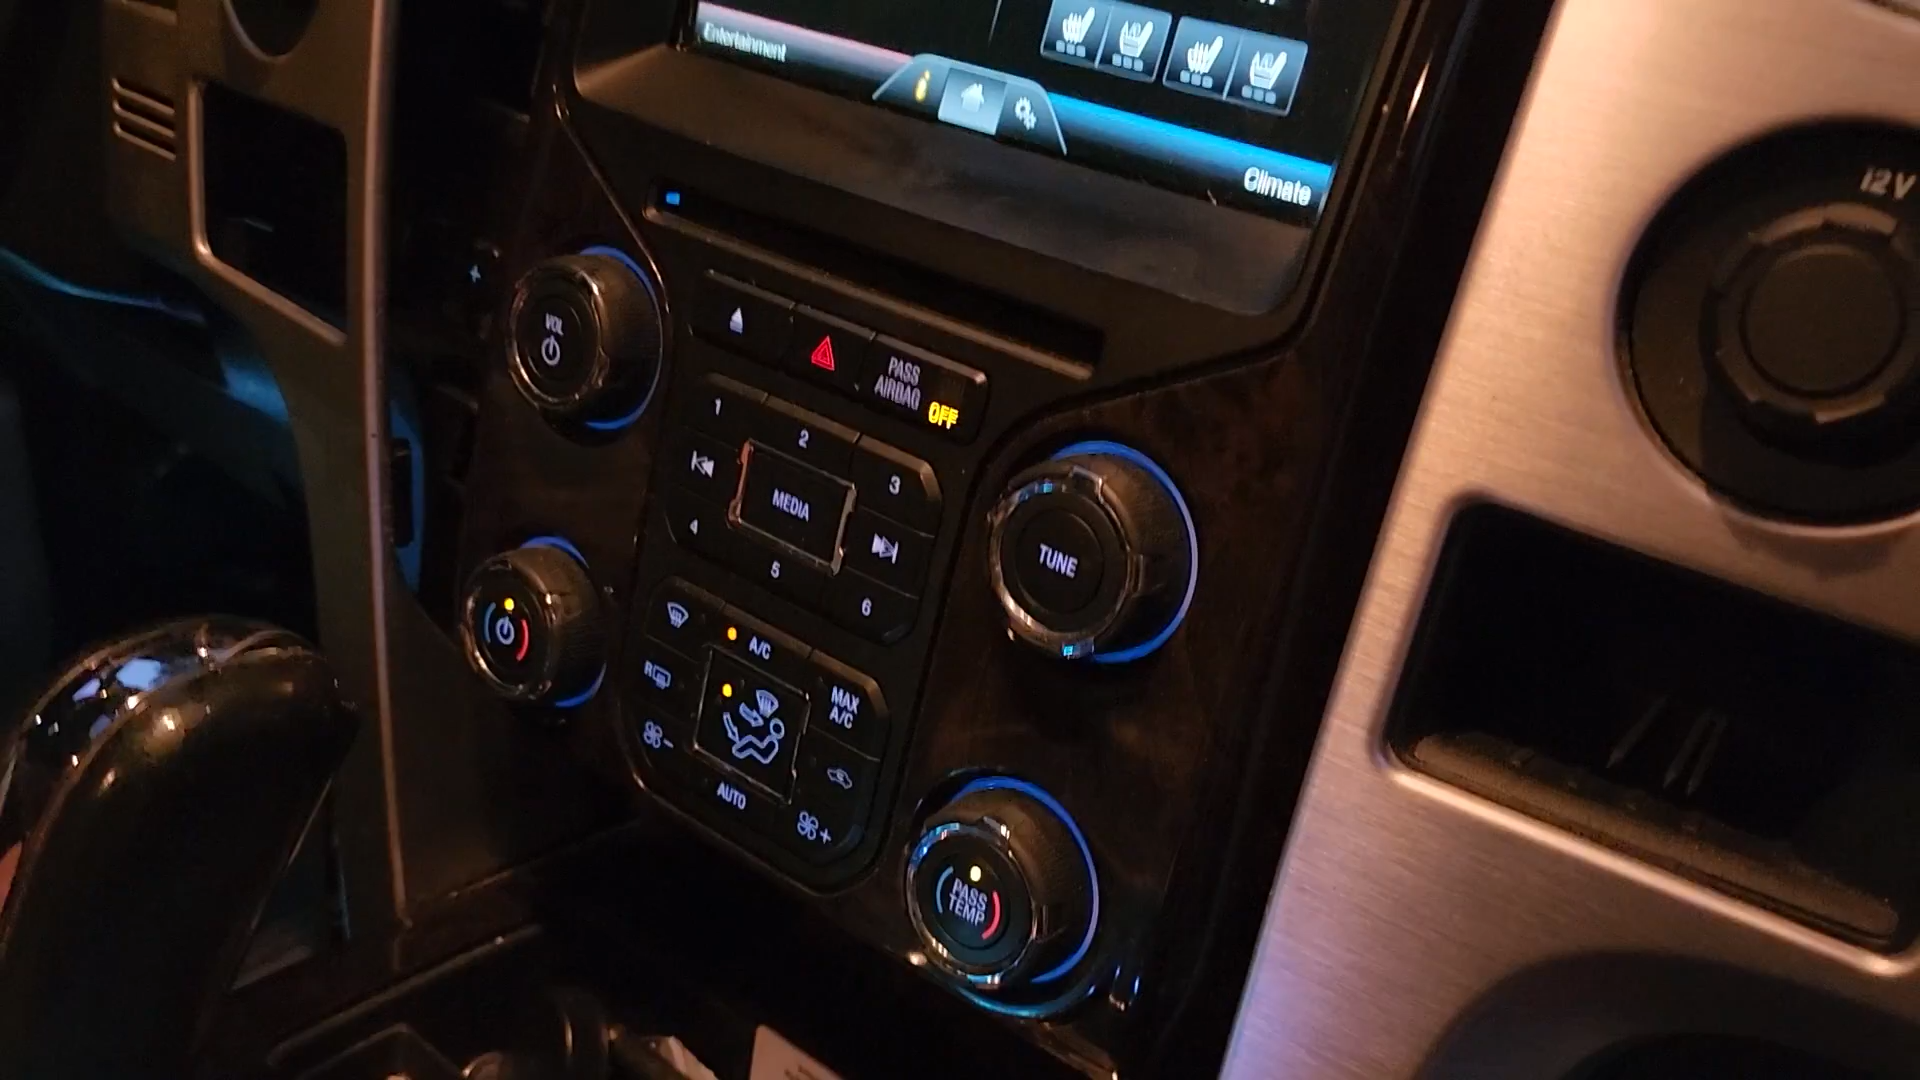 Entertainment
Climate
12V
VOL
PASS
AIRBAG OFF
1
2
3
MEDIA
4
5
6
TUNE
A/C
R
MAX
A/C
AUTO
PASS
TEMP